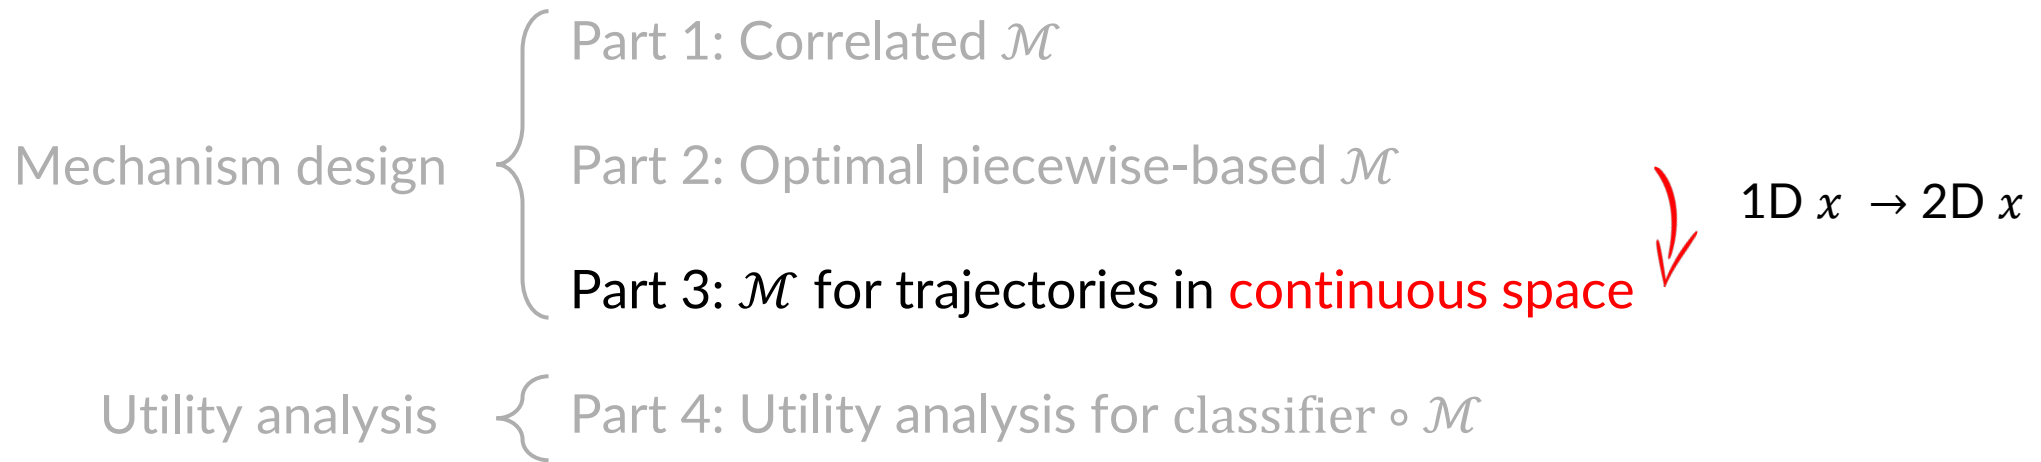 Part 1: Correlated ℳ
Mechanism design
Part 2: Optimal piecewise-based ℳ
1D x → 2D x
Part 3: ℳ for trajectories in continuous space
Utility analysis
Part 4: Utility analysis for classifier ∘ ℳ